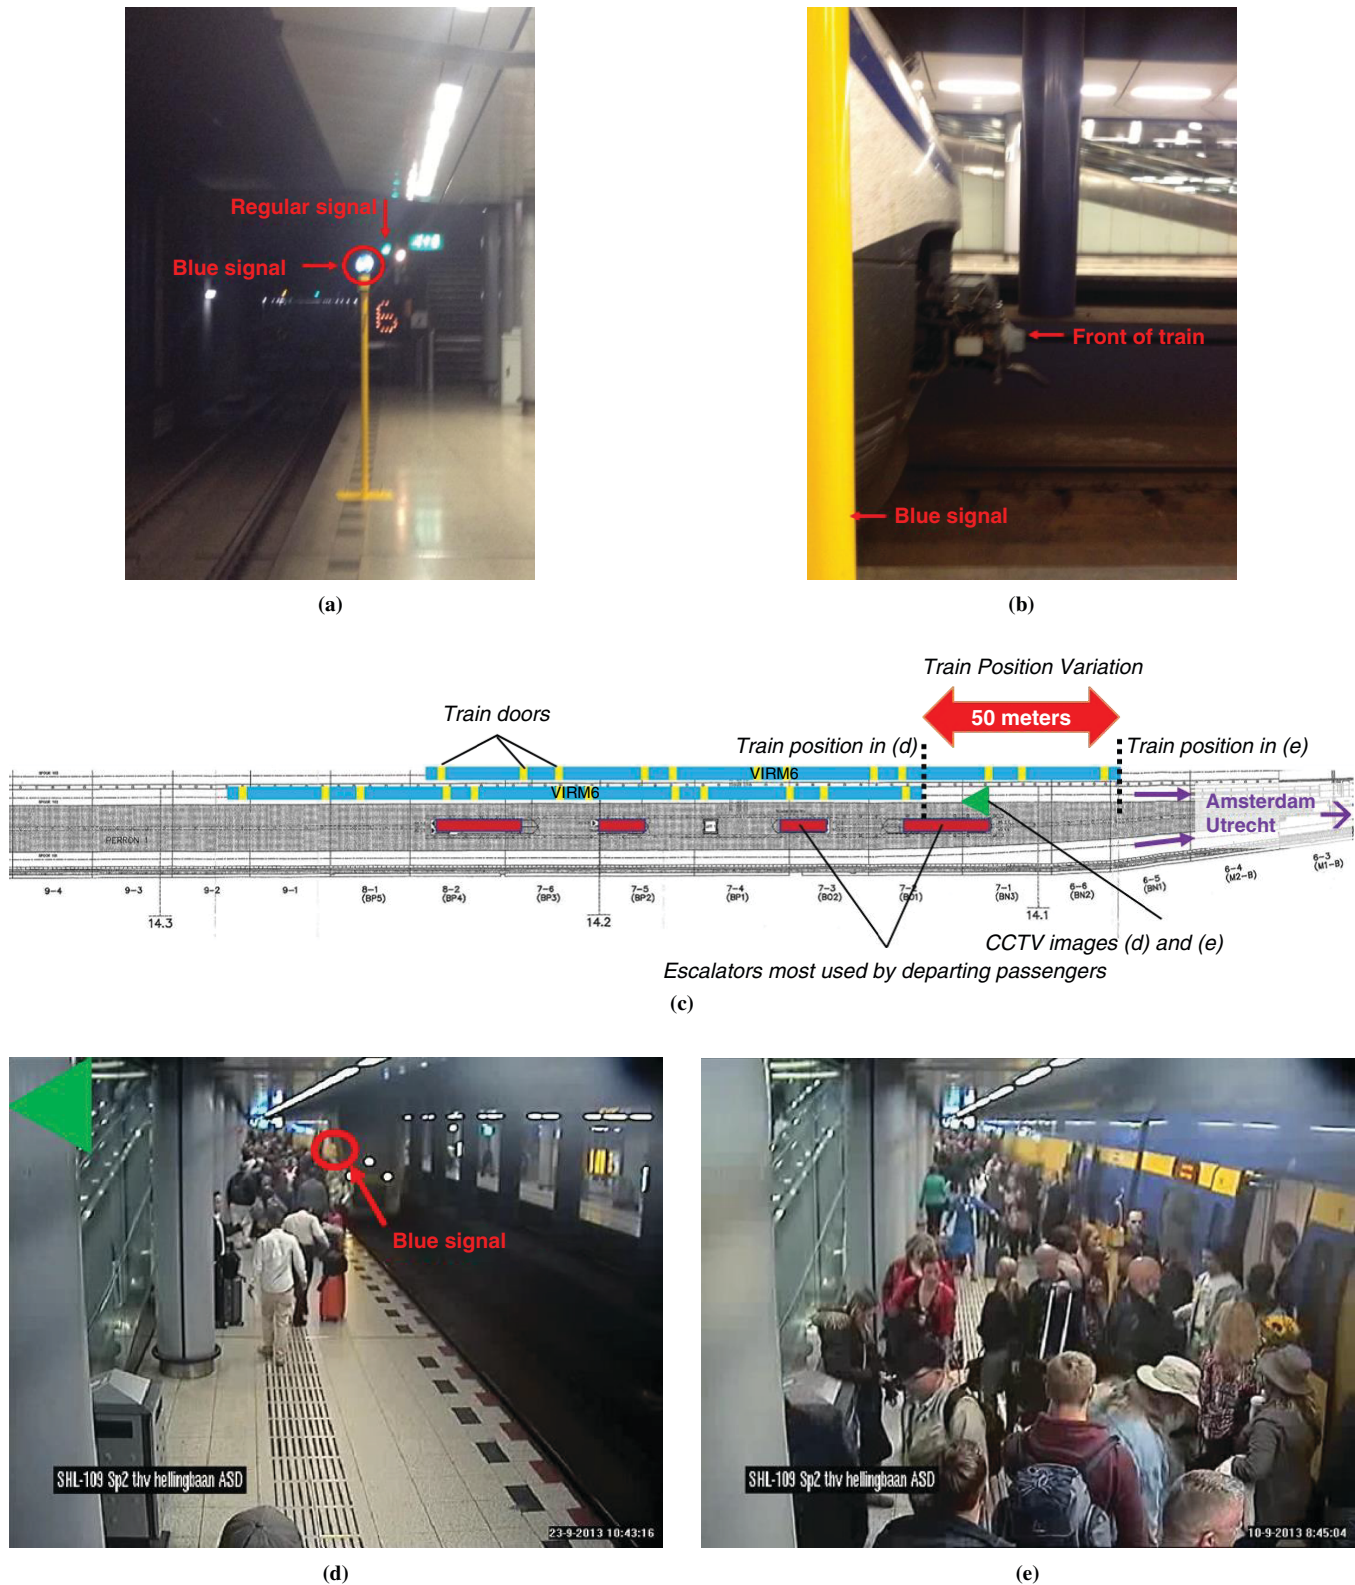 Regular signal
Blue signal
6
Front of train
Blue signal
(a)
(b)
Train Position Variation
50 meters
Train doors
Train position in (d)
Train position in (e)
VIRM6
VIRM6
Amsterdam
Utrecht
PERRON 1
9-4
9-3
9-2
9-1
8-1
(BP5)
8-2
(BP4)
7-6
(BP3)
7-5
(BP2)
7-4
(BP1)
7-3
(BO2)
7-2
(BO1)
7-1
(BN3)
6-6
(BN2)
6-5
(BN1)
6-4
(M2-B)
6-3
(M1-B)
14.3
14.2
14.1
CCTV images (d) and (e)
Escalators most used by departing passengers
(c)
Blue signal
SHL-109 Sp2 thv hellingbaan ASD
23-9-2013 10:43:16
SHL-109 Sp2 thv hellingbaan ASD
10-9-2013 8:45:04
(d)
(e)